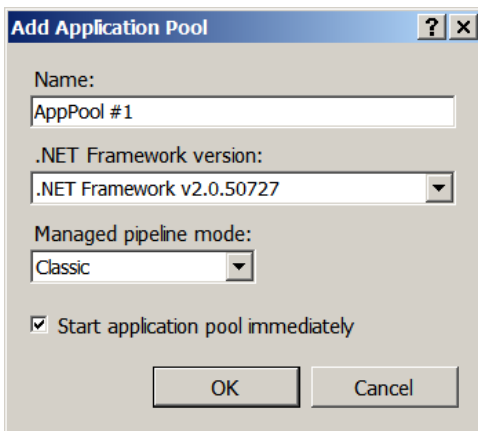 Add Application Pool
Name:
AppPool #1
.NET Framework version:
.NET Framework v2.0.50727
Managed pipeline mode:
Classic
Start application pool immediately
OK Cancel